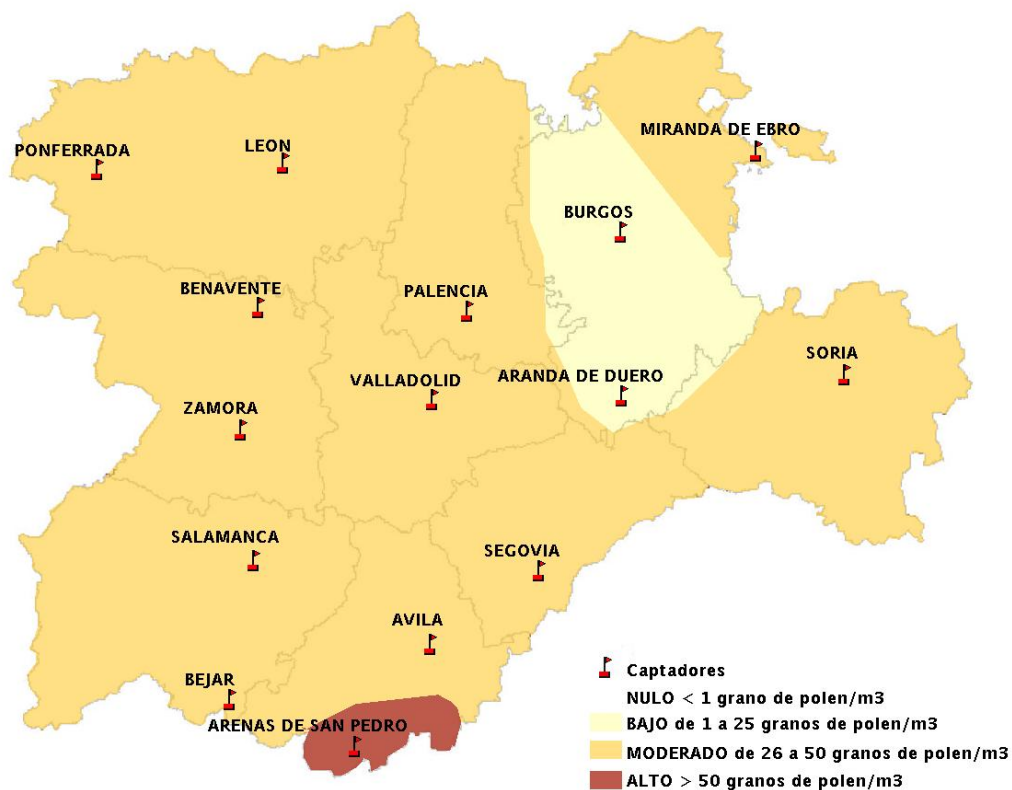 MIRANDA DE EBRO
LEON
PONFERRADA
BURGOS
BENAVENTE
PALENCIA
SORIA
VALLADOLID
ARANDA DE DUERO
ZAMORA
SALAMANCA
SEGOVIA
AVILA
BEJAR
ARENAS DE SAN PEDRO
Captadores
NULO < 1 grano de polen/m3
BAJO de 1 a 25 granos de polen/m3
MODERADO de 26 a 50 granos de polen/m3
ALTO > 50 granos de polen/m3